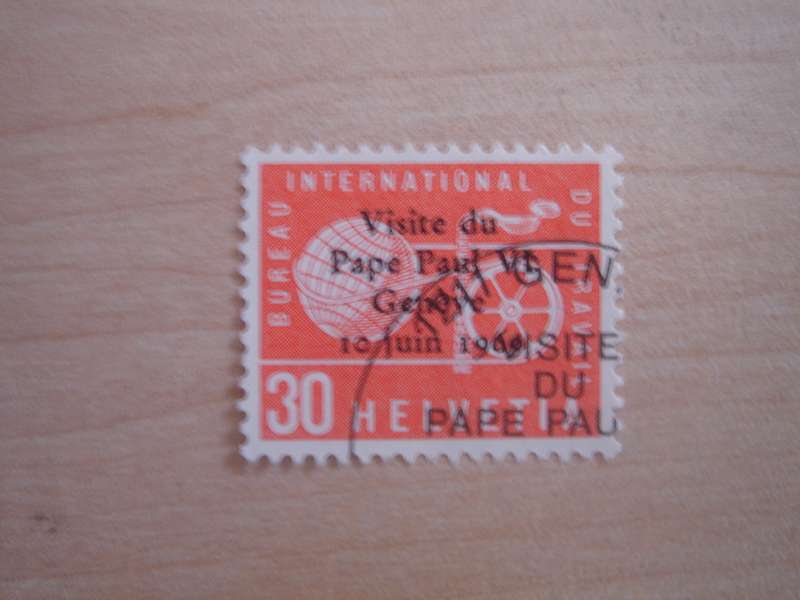 BUREAU INTERNATIONAL DU TRAVAIL
Visite du
Pape Paul VI
Genève
10 juin 1969
30 HELVETIA
GEN.
VISITE
DU
PAPE PAU